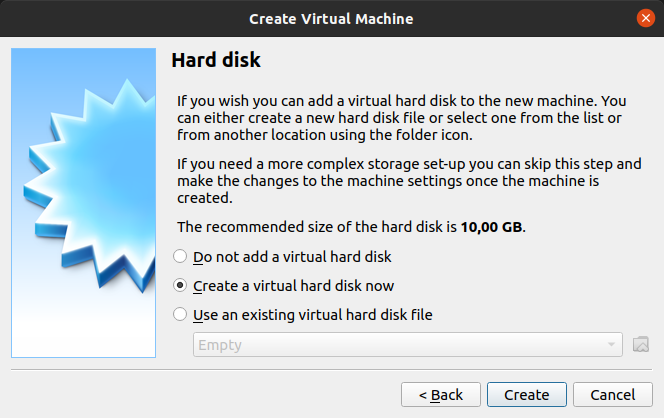 Create Virtual Machine
Hard disk
If you wish you can add a virtual hard disk to the new machine. You
can either create a new hard disk file or select one from the list or
from another location using the folder icon.
If you need a more complex storage set-up you can skip this step and
make the changes to the machine settings once the machine is
created.
The recommended size of the hard disk is 10,00 GB.
Do not add a virtual hard disk
Create a virtual hard disk now
Use an existing virtual hard disk file
Empty
< Back
Create
Cancel